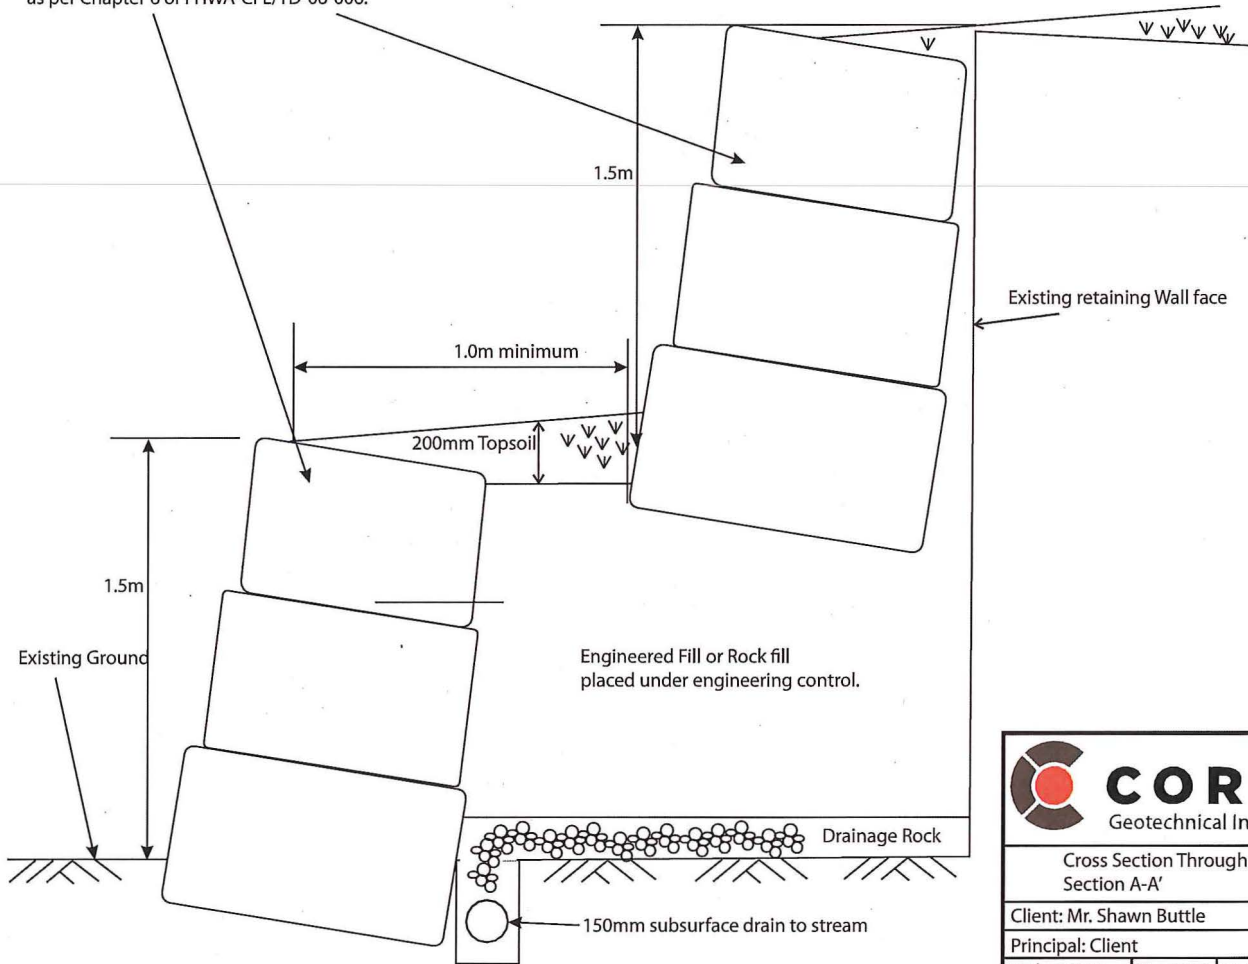 as per Chapter 8 of FHWA-CFL/TD-06-006.
1.5m
Existing retaining Wall face
1.0m minimum
200mm Topsoil
1.5m
Existing Ground
Engineered Fill or Rock fill
placed under engineering control.
Drainage Rock
150mm subsurface drain to stream
COR
Geotechnical In
Cross Section Through
Section A-A'
Client: Mr. Shawn Buttle
Principal: Client